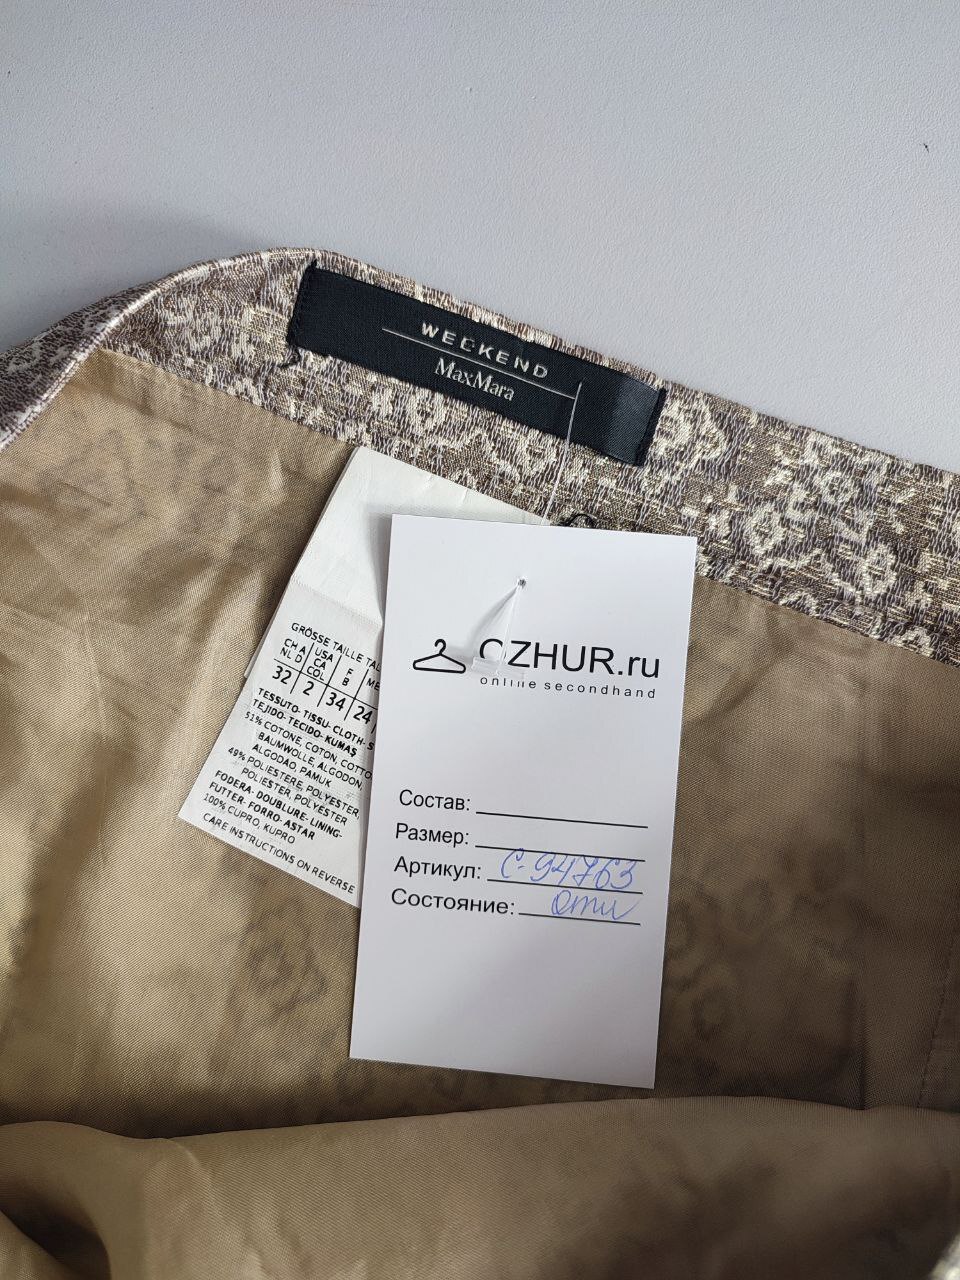 WEEKEND
MaxMara
GRÖSSE TAILLE
CH A USA F
NL D CA B
COL
32 2 34 24
TESSUTO- TISSU- CLOTH-
TEJIDO- TECIDO- KUMAŞ
51% COTONE, COTON,
BAUMWOLLE, ALGODON,
ALGODAO, PAMUK
49% POLIESTERE, POLYESTER,
POLIESTER, POLYESTER
FODERA- DOUBLURE- LINING-
FUTTER- FORRO- ASTAR
100% CUPRO, KUPRO
CARE INSTRUCTIONS ON REVERSE
OZHUR.ru
online secondhand
Состав:
Размер:
Артикул: С-94763
Состояние: отл